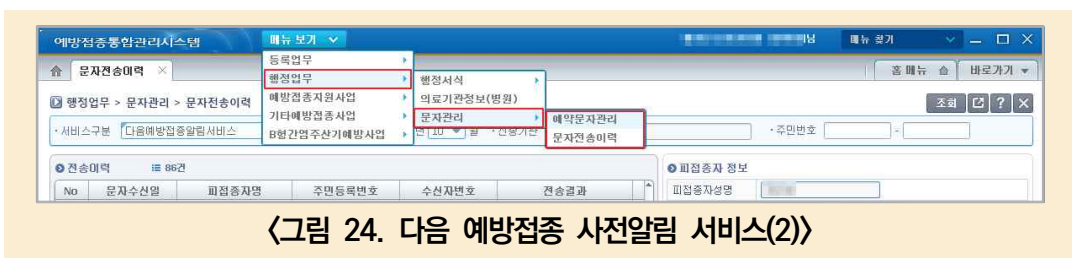 예방접종통합관리시스템 메뉴 보기 님 메뉴 찾기
문자전송이력 × 홈 메뉴 바로가기
등록업무
행정업무 행정서식
행정업무 > 문자관리 > 문자전송이력 예방접종지원사업 의료기관정보(병원) 조회 ? X
기타예방접종사업 문자관리 예약문자관리
· 서비스구분 다음예방접종알림서비스 B형간염주산기예방사업 년 10 월 문자전송이력 · 주민번호 -
전송이력 86건 피접종자 정보
No 문자수신일 피접종자명 주민등록번호 수신자번호 전송결과 피접종자성명
<그림 24. 다음 예방접종 사전알림 서비스(2)>